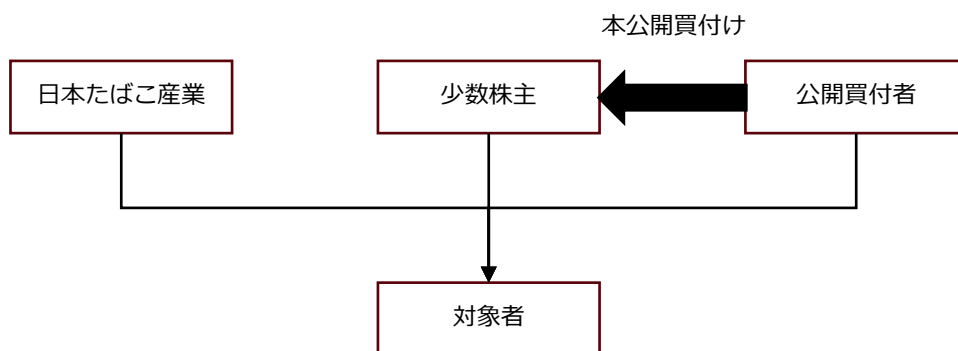 本公開買付け
日本たばこ産業
少数株主
公開買付者
対象者